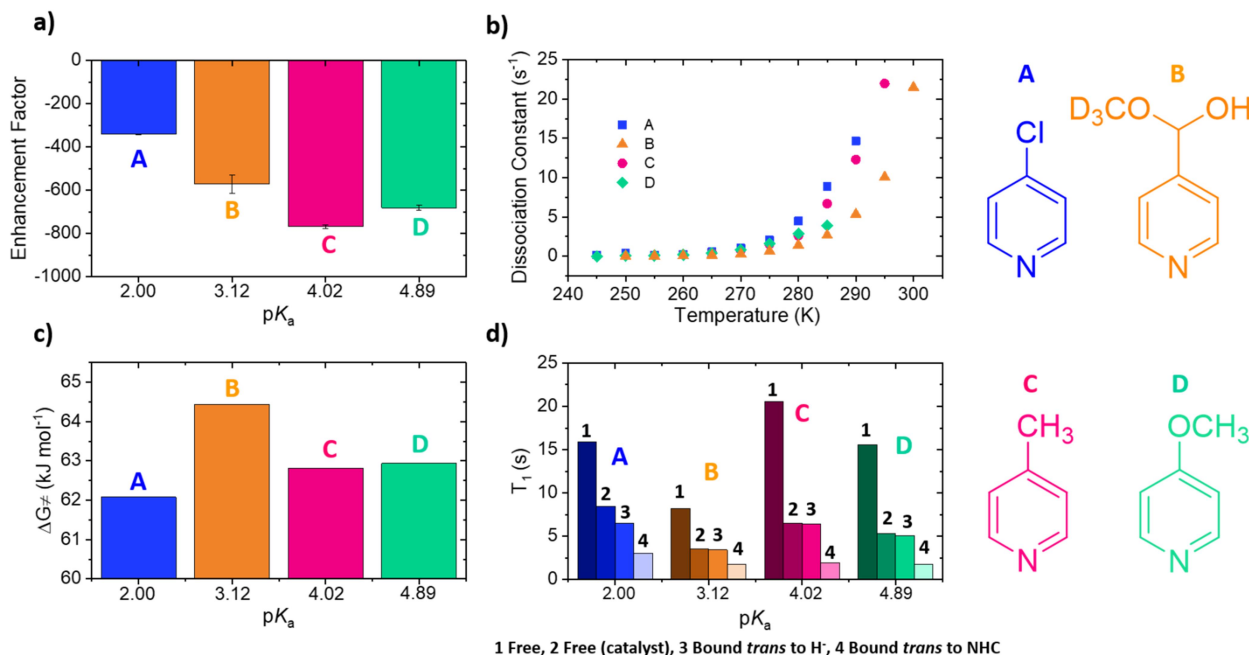 a)
Enhancement Factor
0
-200
-400
-600
-800
-1000
A
B
C
D
2.00 3.12 4.02 4.89
pKa
b)
Dissociation Constant (s-1)
25
20
15
10
5
0
A
B
C
D
240 250 260 270 280 290 300
Temperature (K)
A
Cl
N
B
D3CO OH
N
c)
ΔG≠ (kJ mol-1)
65
64
63
62
61
60
A
B
C
D
2.00 3.12 4.02 4.89
pKa
d)
T1 (s)
25
20
15
10
5
0
1 2 3 4 A
1 2 3 4 B
1 2 3 4 C
1 2 3 4 D
2.00 3.12 4.02 4.89
pKa
C
CH3
N
D
OCH3
N
1 Free, 2 Free (catalyst), 3 Bound trans to H-, 4 Bound trans to NHC